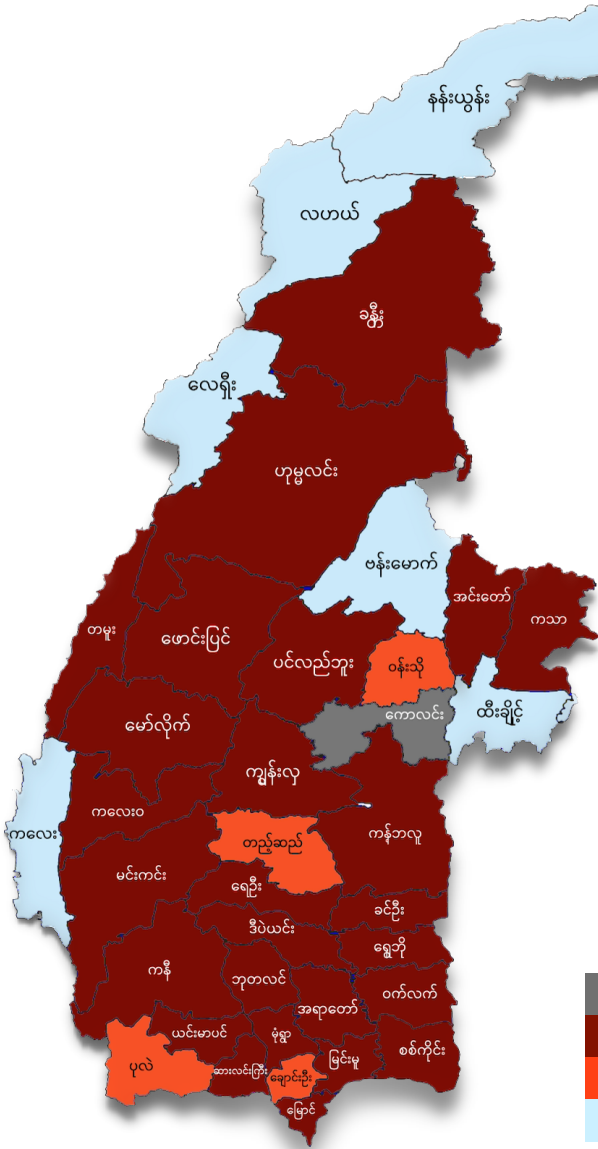 နန်းယွန်း
လဟယ်
ခန္တီး
လေရှီး
ဟုမ္မလင်း
ဗန်းမောက်
အင်းတော်
ကသာ
တမူး
ဖောင်းပြင်
ပင်လည်ဘူး
ဝန်းသို
ကောလင်း
ထီးချိုင့်
မော်လိုက်
ကျွန်းလှ
ကလေးဝ
ကလေး
တည့်ဆည်
ကန့်ဘလူ
မင်းကင်း
ရေဦး
ခင်ဦး
ဒီပဲယင်း
ရွှေဘို
ကနီ
ဘုတလင်
ဝက်လက်
အရာတော်
ယင်းမာပင်
မုံရွာ
မြင်းမူ
စစ်ကိုင်း
ပုလဲ
ဆားလင်းကြီး
ချောင်းဦး
မြောင်